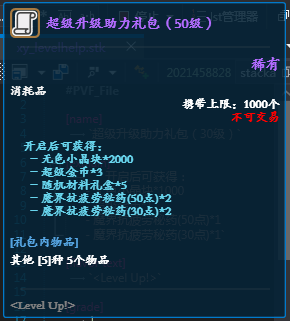 超级升级助力礼包（50级）
稀有
消耗品
携带上限：1000个
不可交易
开启后可获得：
－无色小晶块*2000
－超级金币*3
－随机材料礼盒*5
－魔界抗疲劳秘药(50点)*2
－魔界抗疲劳秘药(30点)*2
[礼包内物品]
其他 [5]种 5个物品
<Level Up!>
2021458828
#PVF_File
[name]